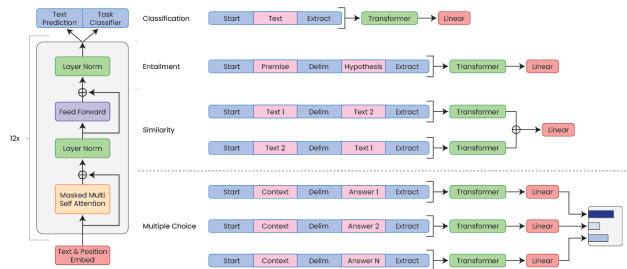 Text Prediction
Task Classifier
Layer Norm
Feed Forward
12x
Layer Norm
Masked Multi
Self Attention
Text & Position
Embed
Classification
Start Text Extract Transformer Linear
Entailment
Start Premise Delim Hypothesis Extract Transformer Linear
Similarity
Start Text 1 Delim Text 2 Extract Transformer
Linear
Start Text 2 Delim Text 1 Extract Transformer
Multiple Choice
Start Context Delim Answer 1 Extract Transformer Linear
Start Context Delim Answer 2 Extract Transformer Linear
Start Context Delim Answer N Extract Transformer Linear